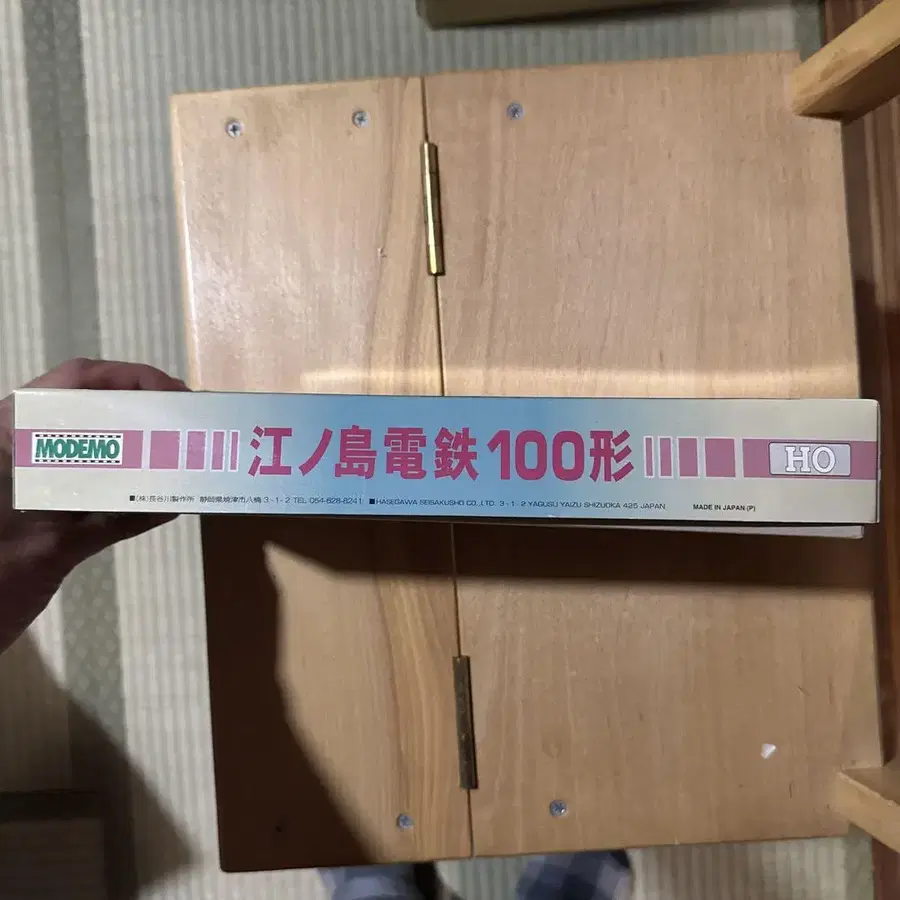 MODEMO
江ノ島電鉄100形
HO
■(株)長谷川製作所 静岡県焼津市八楠3-1-2 TEL 054-628-8241 ■HASEGAWA SEISAKUSHO CO.,LTD. 3-1-2 YAGUSU YAIZU SHIZUOKA 425 JAPAN
MADE IN JAPAN (P)